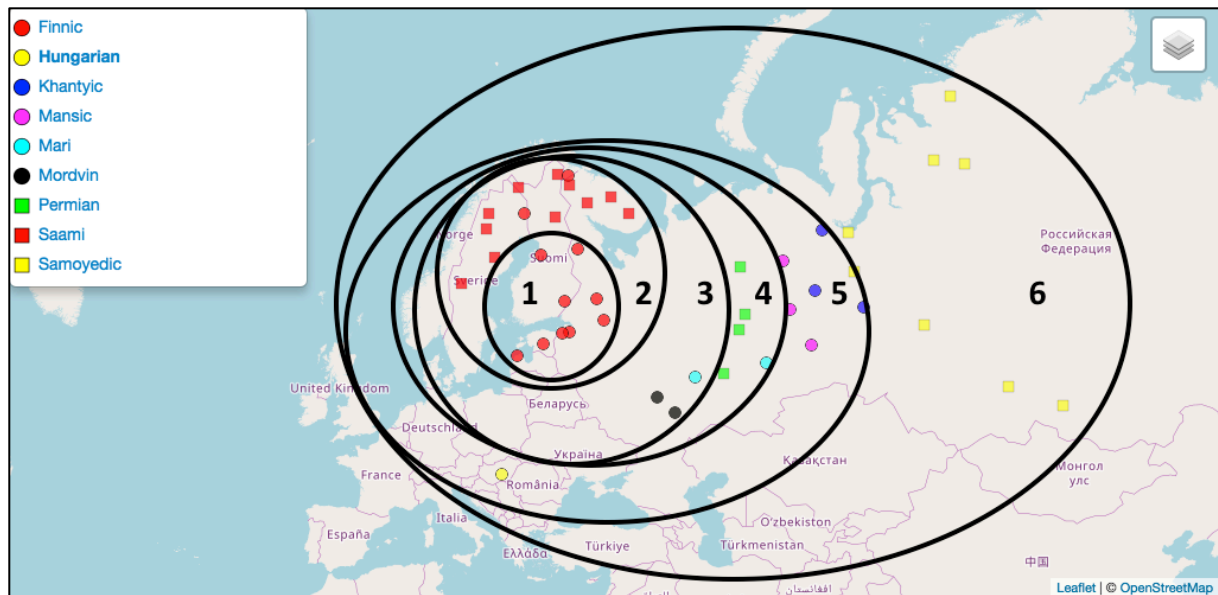 Finnic
Hungarian
Khantyic
Mansic
Mari
Mordvin
Permian
Saami
Samoyedic
Norge
Suomi
Sverige
Российская
Федерация
1
2
3
4
5
6
United Kingdom
Беларусь
Deutschland
Україна
Қазақстан
France
România
Монгол
улс
Italia
O'zbekiston
España
Ελλάδα
Türkiye
Türkmenistan
中国
افغانستان
Leaflet | © OpenStreetMap